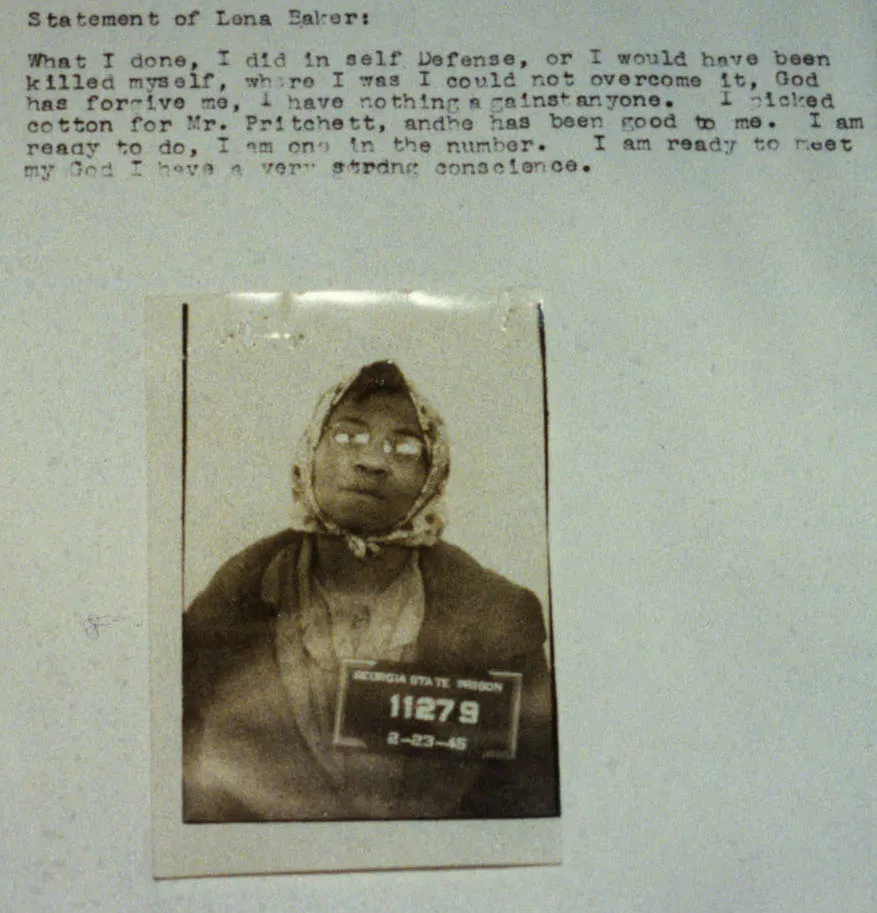 Statement of Lena Baker:
What I done, I did in self Defense, or I would have been
killed myself, where I was I could not overcome it, God
has forgive me, I have nothing against anyone. I picked
cotton for Mr. Pritchett, andhe has been good to me. I am
ready to do, I am one in the number. I am ready to meet
my God I have a very strdng conscience.
GEORGIA STATE PRISON
11279
2-23-45